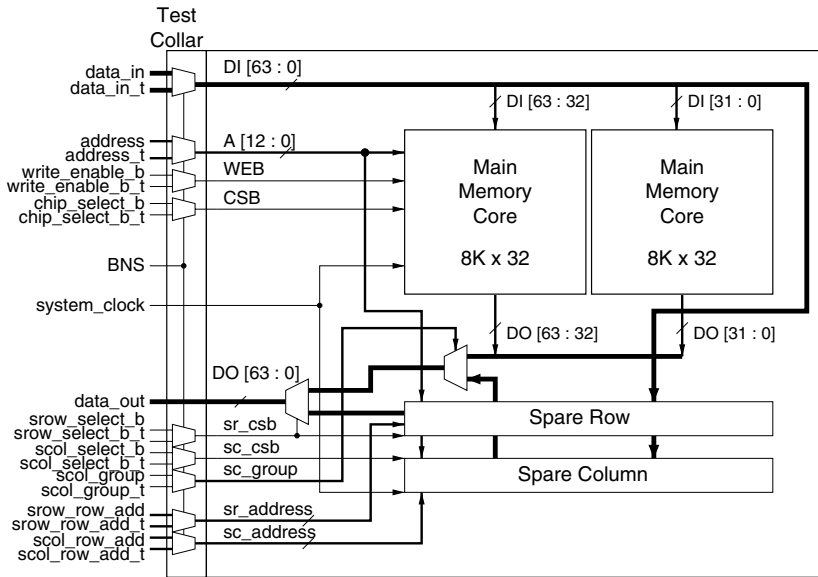 Test
Collar
data_in
data_in_t
DI [63 : 0]
DI [63 : 32]
DI [31 : 0]
address
address_t
A [12 : 0]
write_enable_b
write_enable_b_t
WEB
chip_select_b
chip_select_b_t
CSB
Main
Memory
Core
8K x 32
Main
Memory
Core
8K x 32
BNS
system_clock
DO [63 : 32]
DO [31 : 0]
DO [63 : 0]
data_out
srow_select_b
srow_select_b_t
sr_csb
scol_select_b
scol_select_b_t
sc_csb
scol_group
scol_group_t
sc_group
Spare Row
Spare Column
srow_row_add
srow_row_add_t
sr_address
scol_row_add
scol_row_add_t
sc_address